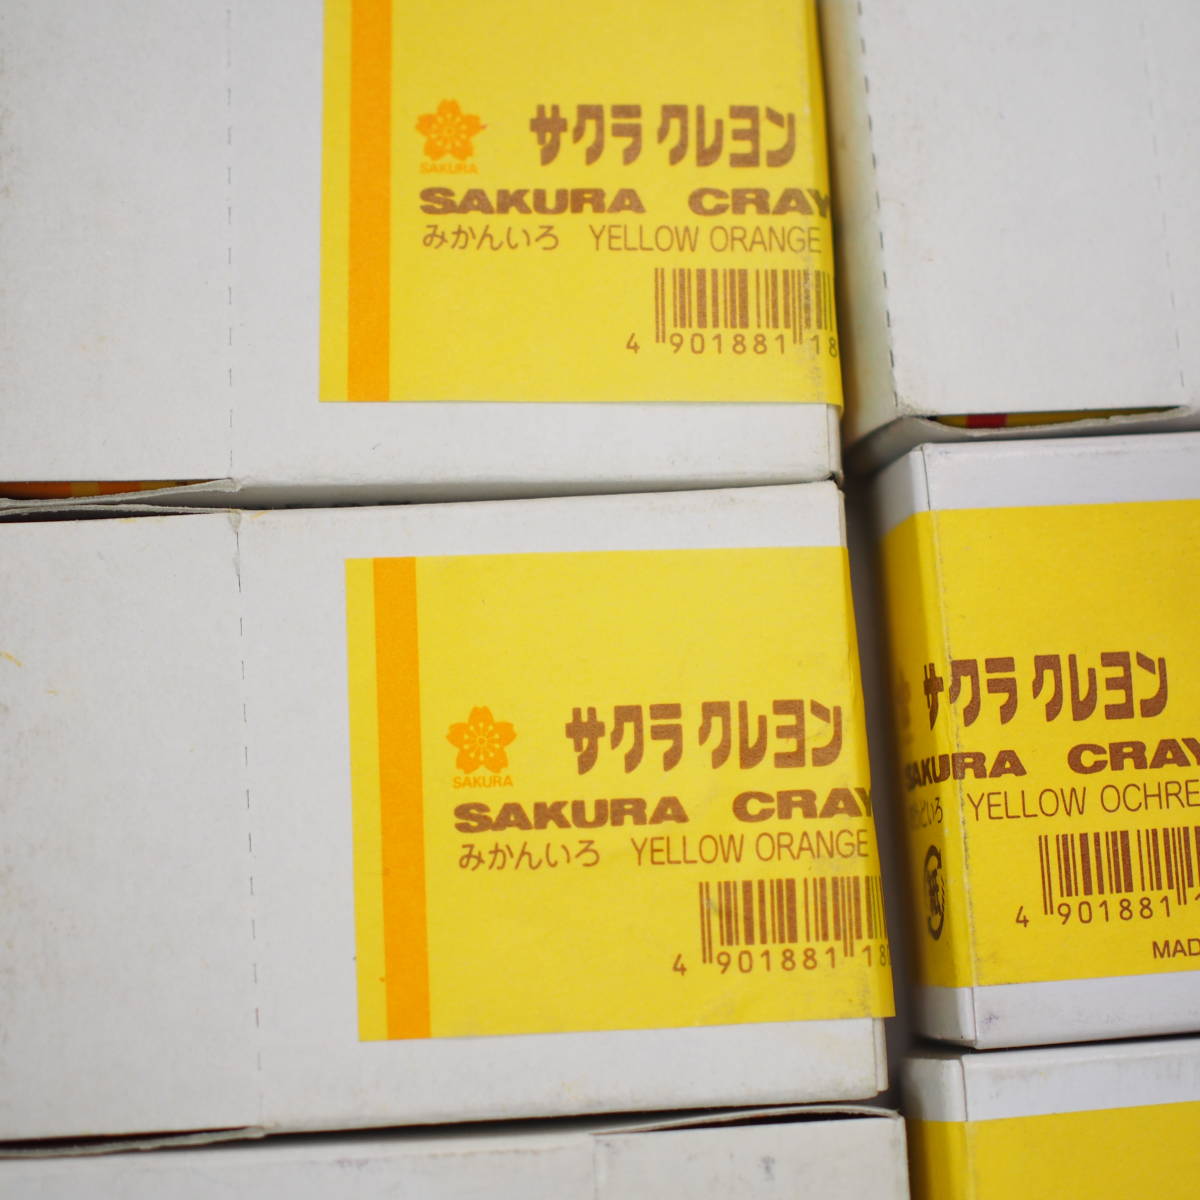 SAKURA
サクラクレヨン
SAKURA CRAY
みかんいろ YELLOW ORANGE
4 901881 18
SAKURA
サクラクレヨン
SAKURA CRAY
みかんいろ YELLOW ORANGE
4 901881 18
サクラクレヨン
SAKURA CRAY
YELLOW OCHRE
4 901881 1
MAD